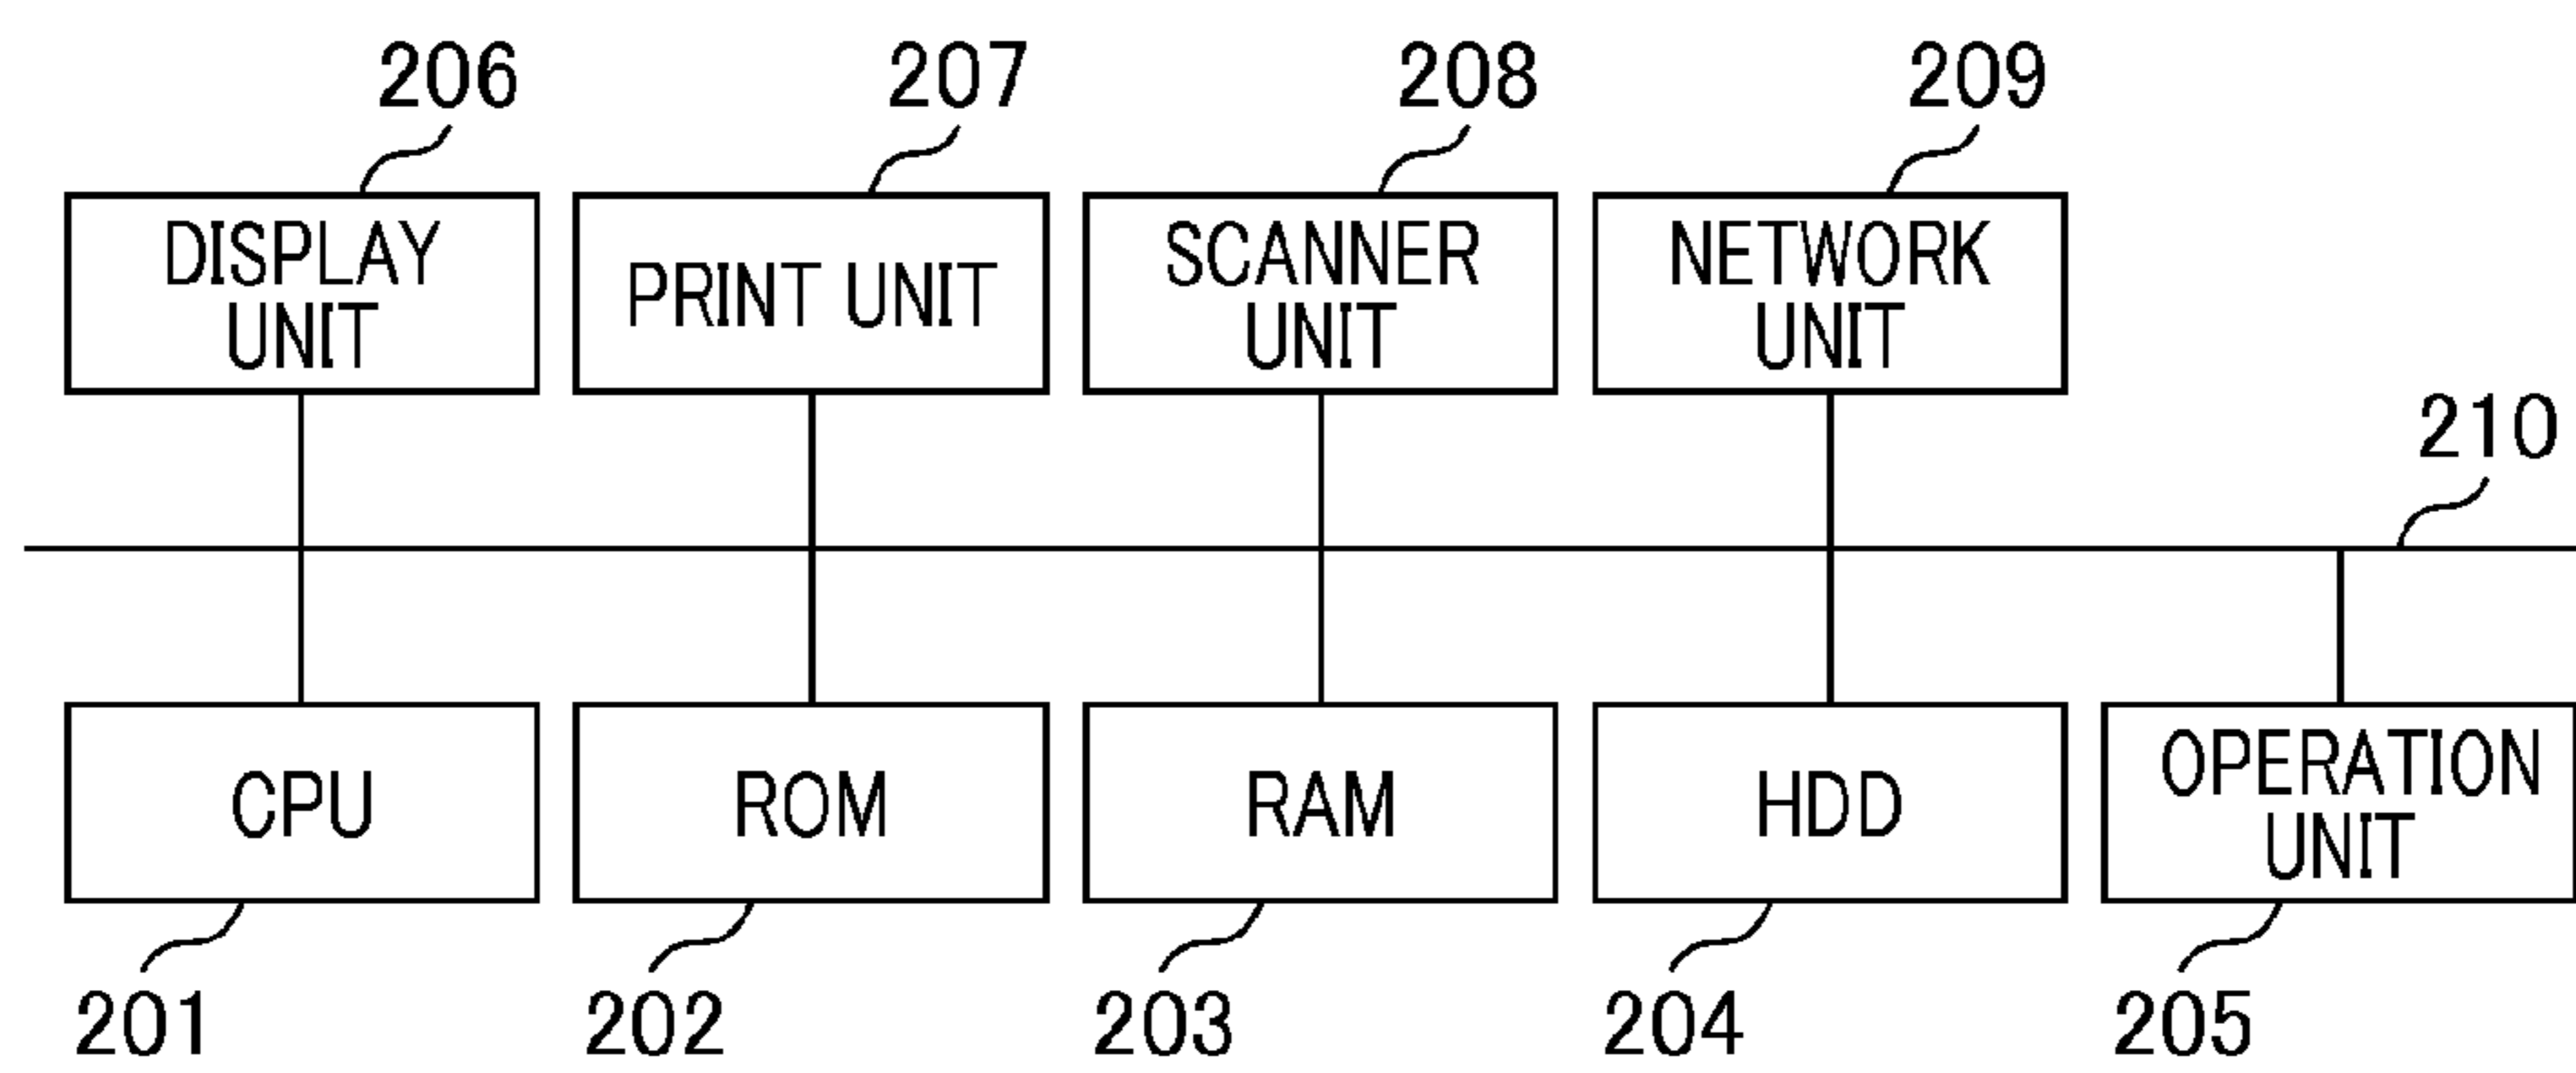 206 207 208 209
DISPLAY UNIT
PRINT UNIT
SCANNER UNIT
NETWORK UNIT
210
CPU ROM RAM HDD
OPERATION UNIT
201 202 203 204 205